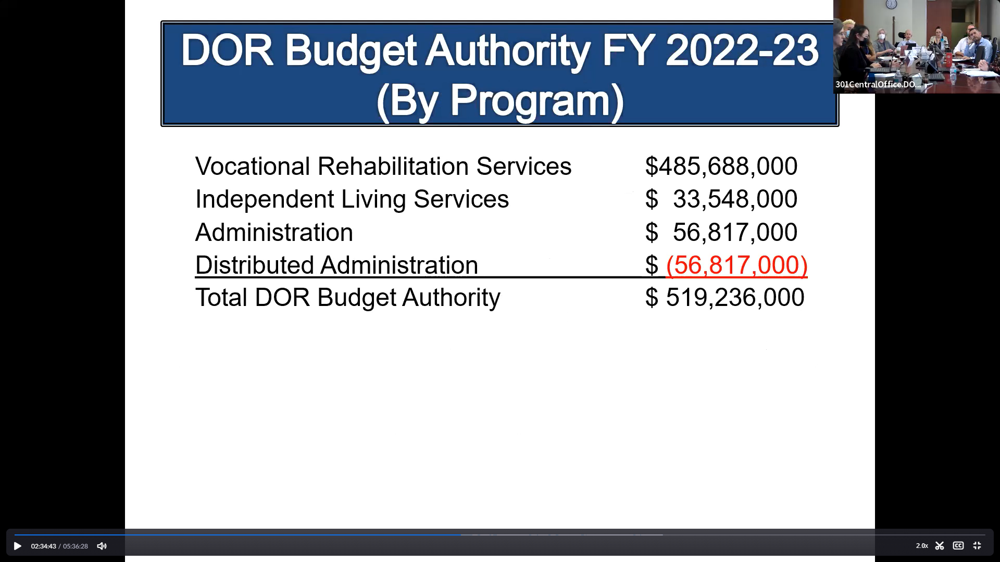 DOR Budget Authority FY 2022-23
(By Program)
301CentralOffice.DO...
Vocational Rehabilitation Services $485,688,000
Independent Living Services $ 33,548,000
Administration $ 56,817,000
Distributed Administration $ (56,817,000)
Total DOR Budget Authority $ 519,236,000
02:34:43 / 05:36:28 2.0x CC